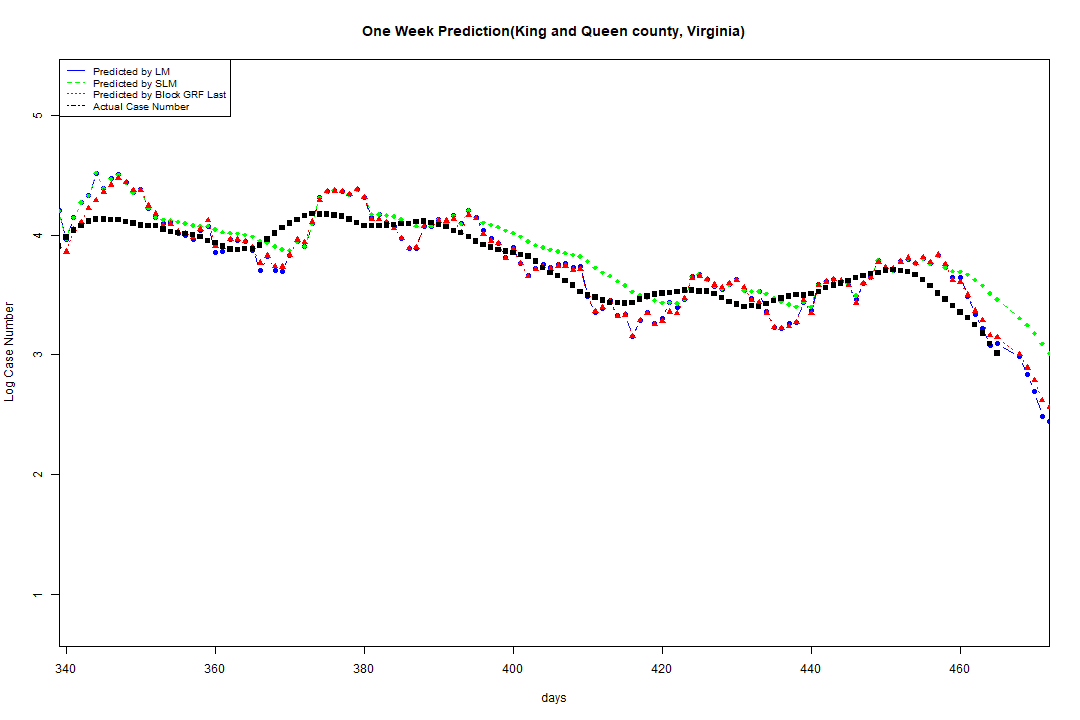 One Week Prediction(King and Queen county, Virginia)
Predicted by LM
Predicted by SLM
Predicted by Block GRF Last
Actual Case Number
Log Case Number
5
4
3
2
1
340 360 380 400 420 440 460
days